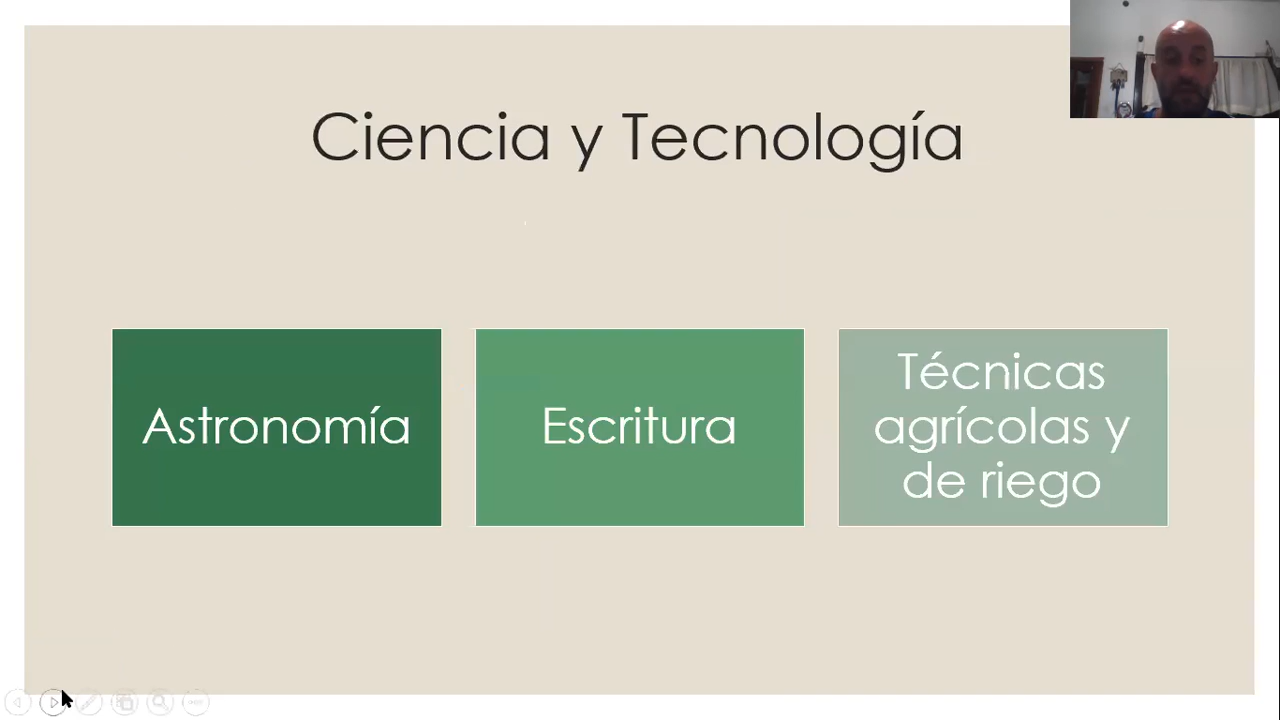 Ciencia y Tecnología
Astronomía
Escritura
Técnicas
agrícolas y
de riego